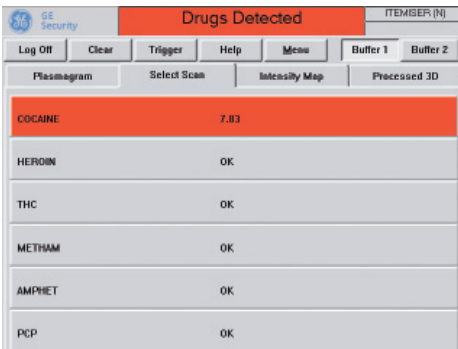 GE Security
Drugs Detected
ITEMISER (N)
Log Off Clear Trigger Help Menu Buffer 1 Buffer 2
Plasmagram Select Scan Intensity Map Processed 3D
COCAINE 7.83
HEROIN OK
THC OK
METHAM OK
AMPHET OK
PCP OK